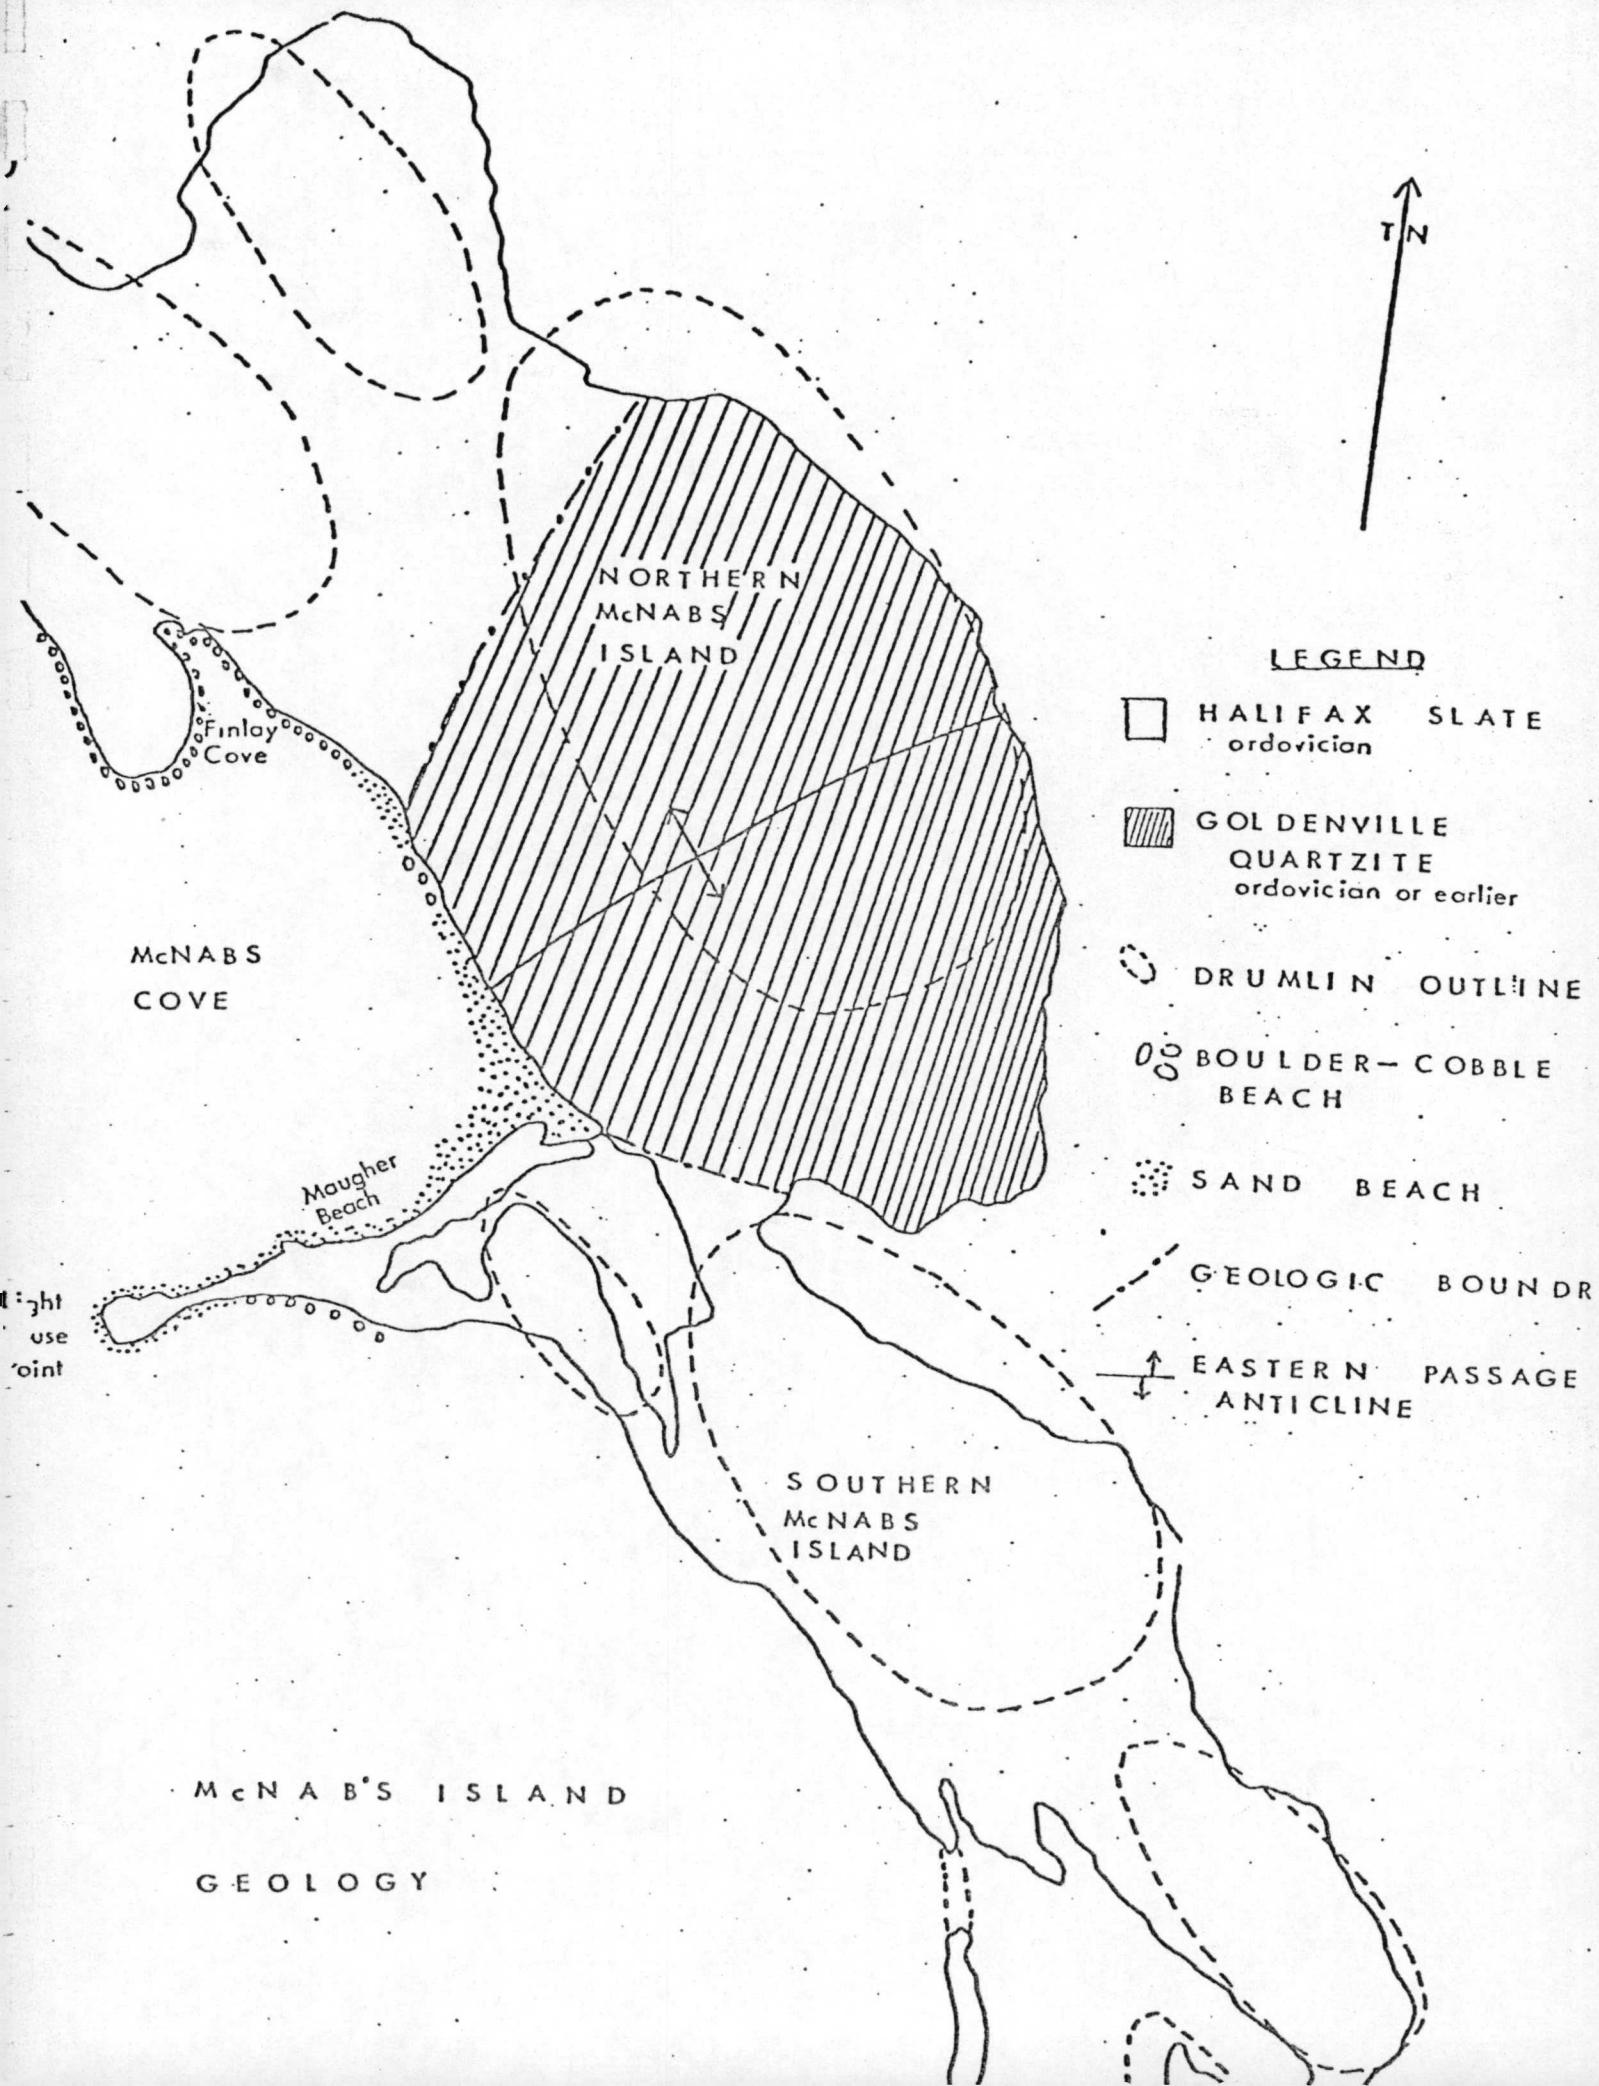 TN
NORTHERN
McNABS
ISLAND
Finlay
Cove
McNABS
COVE
Maugher
Beach
ight
use
oint
SOUTHERN
McNABS
ISLAND
McNAB'S ISLAND
GEOLOGY
LEGEND
HALIFAX SLATE
ordovician
GOLDENVILLE
QUARTZITE
ordovician or earlier
DRUMLIN OUTLINE
BOULDER-COBBLE
BEACH
SAND BEACH
GEOLOGIC BOUNDR
EASTERN PASSAGE
ANTICLINE